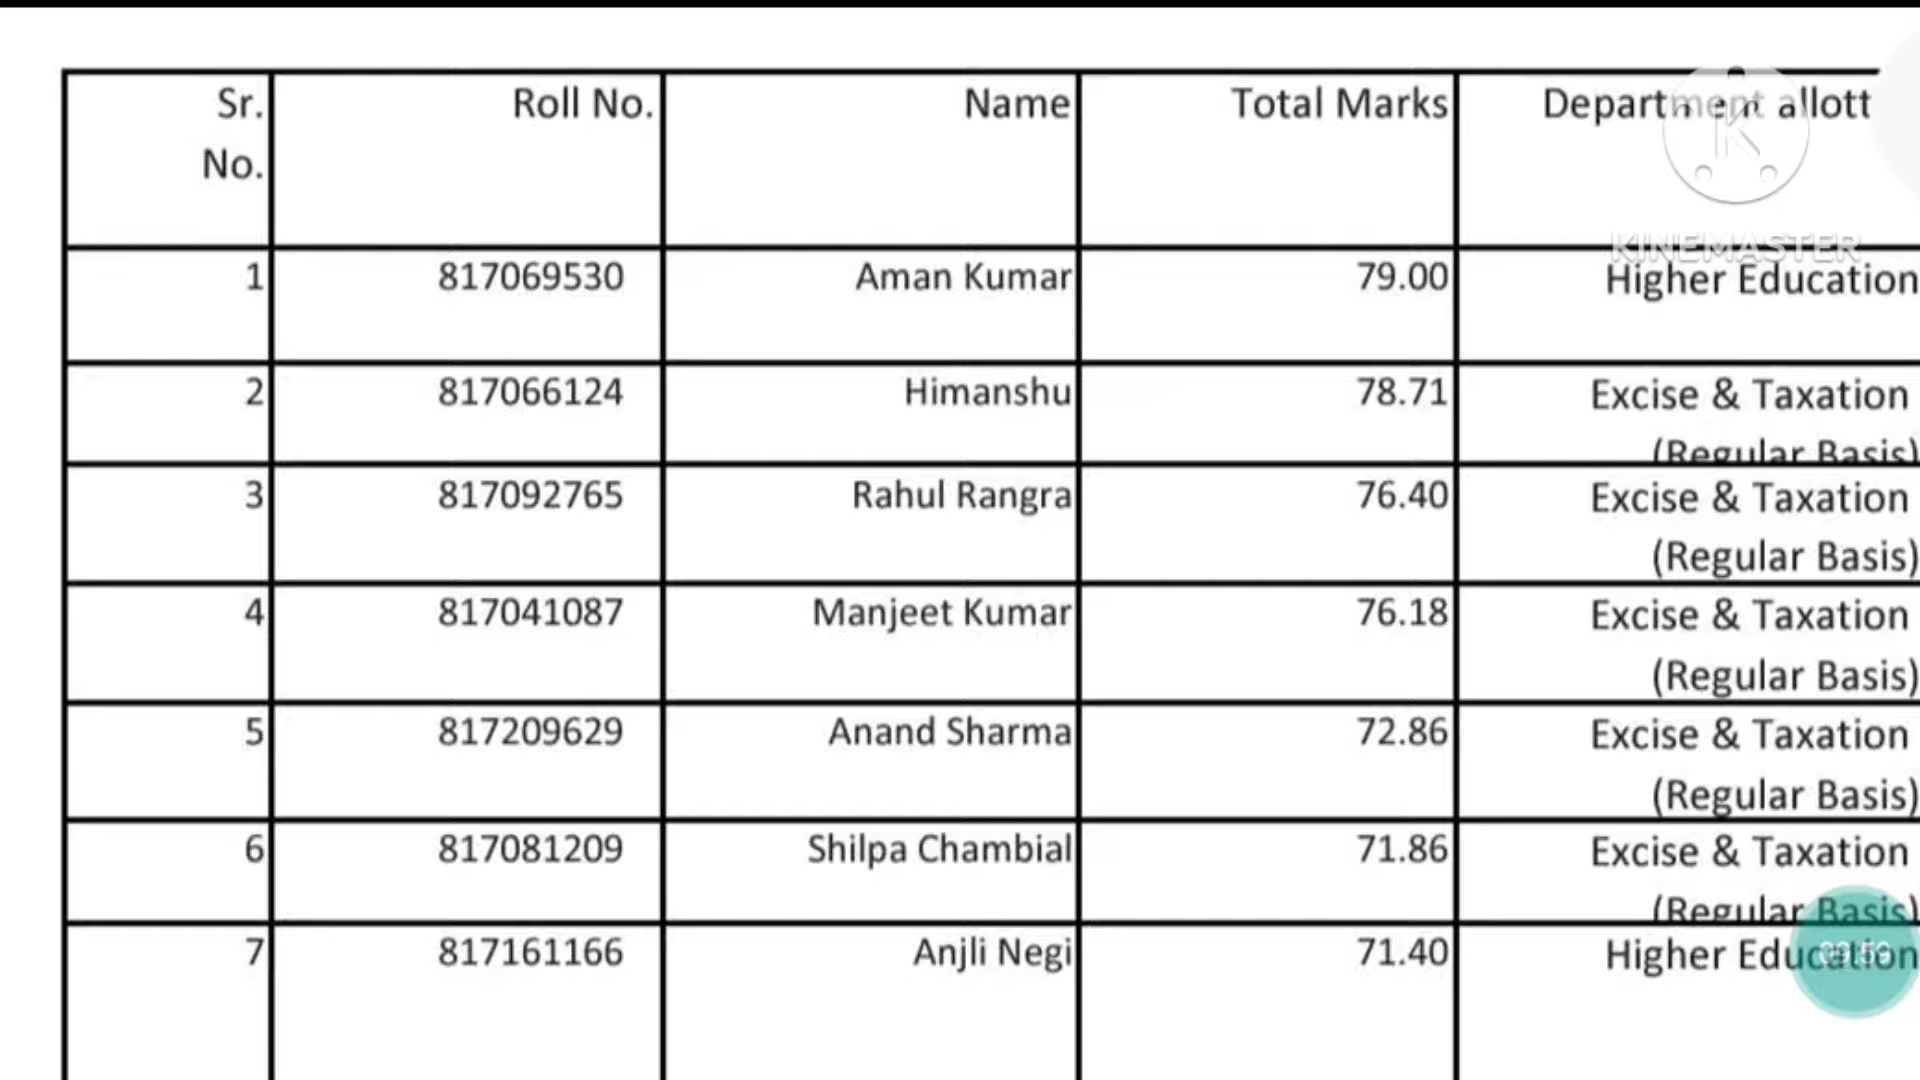 Sr. No. Roll No. Name Total Marks Department allott
KINEMASTER
1 817069530 Aman Kumar 79.00 Higher Education
2 817066124 Himanshu 78.71 Excise & Taxation
(Regular Basis)
3 817092765 Rahul Rangra 76.40 Excise & Taxation
(Regular Basis)
4 817041087 Manjeet Kumar 76.18 Excise & Taxation
(Regular Basis)
5 817209629 Anand Sharma 72.86 Excise & Taxation
(Regular Basis)
6 817081209 Shilpa Chambial 71.86 Excise & Taxation
(Regular Basis)
7 817161166 Anjli Negi 71.40 Higher Education